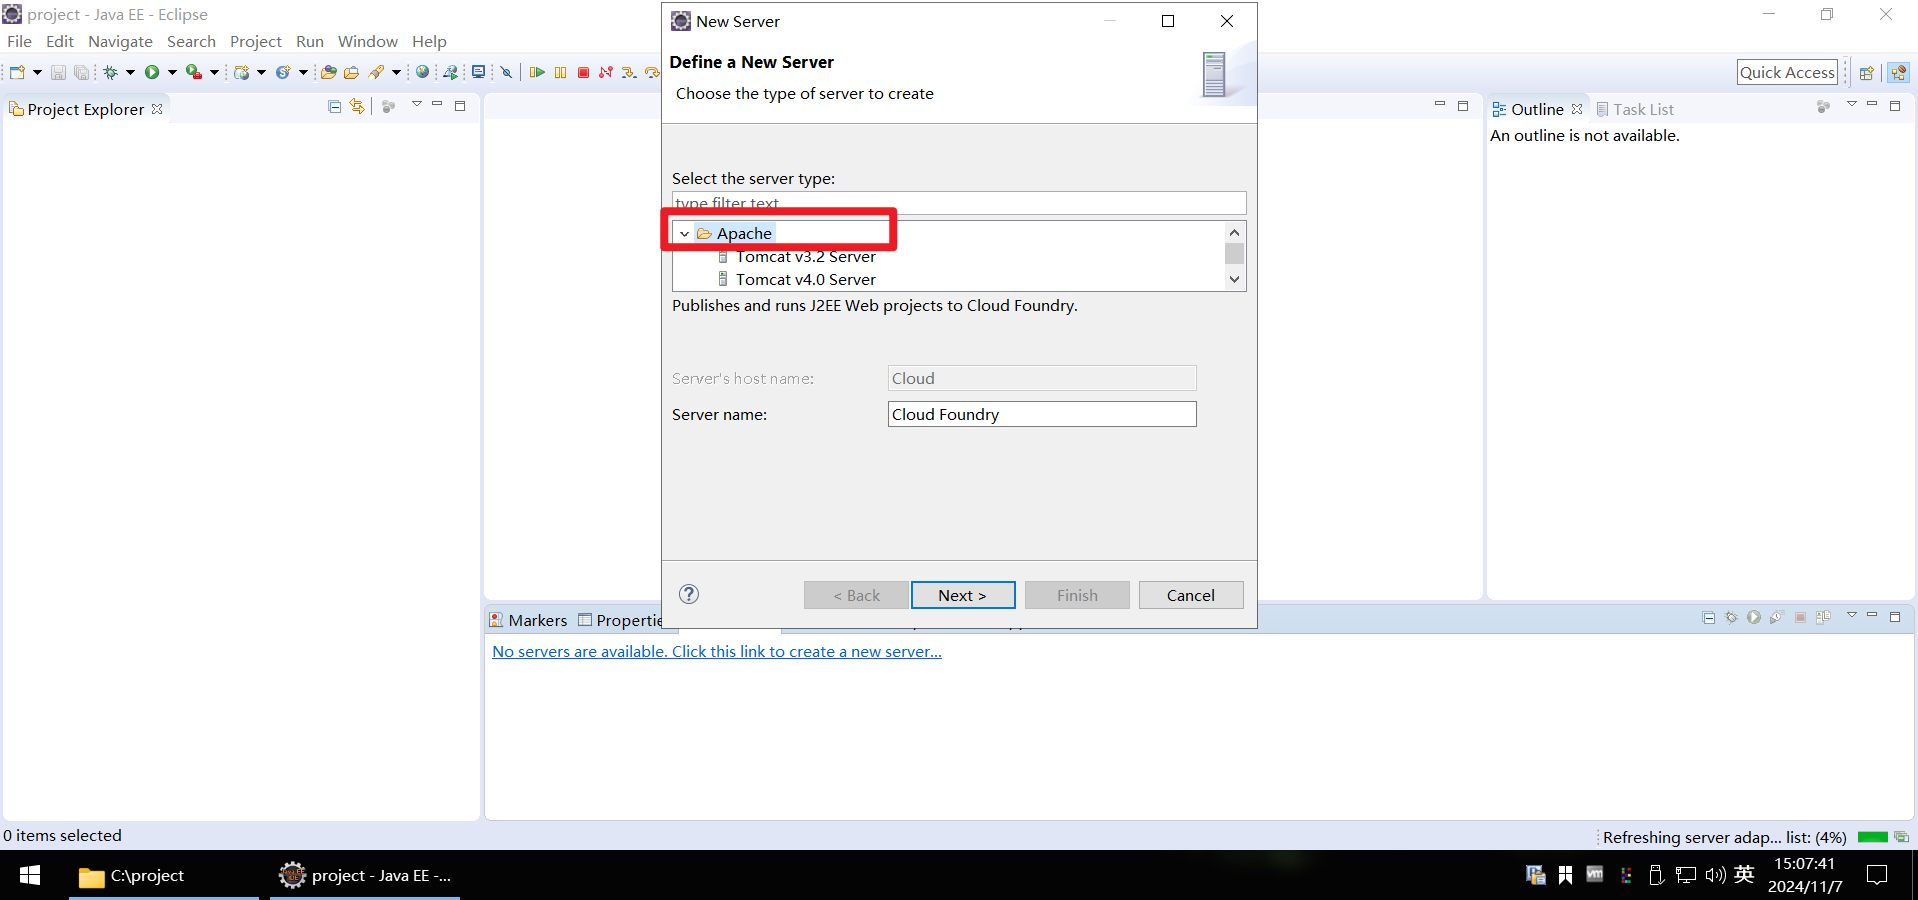 project - Java EE - Eclipse
File Edit Navigate Search Project Run Window Help
Quick Access
Project Explorer
New Server
Define a New Server
Choose the type of server to create
Select the server type:
type filter text
Apache
Tomcat v3.2 Server
Tomcat v4.0 Server
Publishes and runs J2EE Web projects to Cloud Foundry.
Server's host name: Cloud
Server name: Cloud Foundry
< Back Next > Finish Cancel
Outline Task List
An outline is not available.
Markers
No servers are available. Click this link to create a new server...
0 items selected
Refreshing server adap... list: (4%)
C:\project
project - Java EE -...
英
15:07:41
2024/11/7